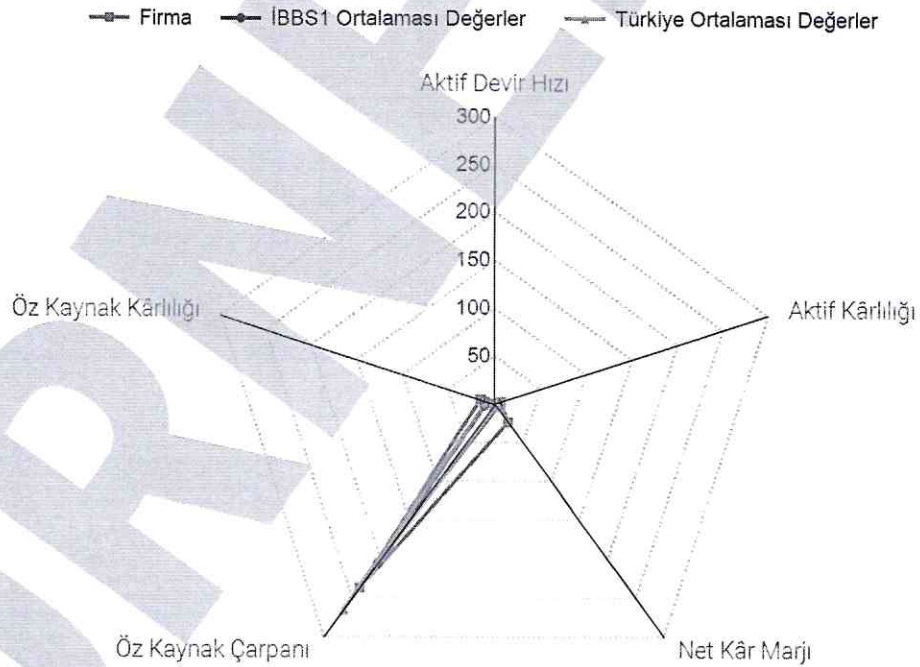 Firma İBBS1 Ortalaması Değerler Türkiye Ortalaması Değerler
Aktif Devir Hızı
300
250
200
150
100
50
Öz Kaynak Kârlılığı
Aktif Kârlılığı
Öz Kaynak Çarpanı
Net Kâr Marjı